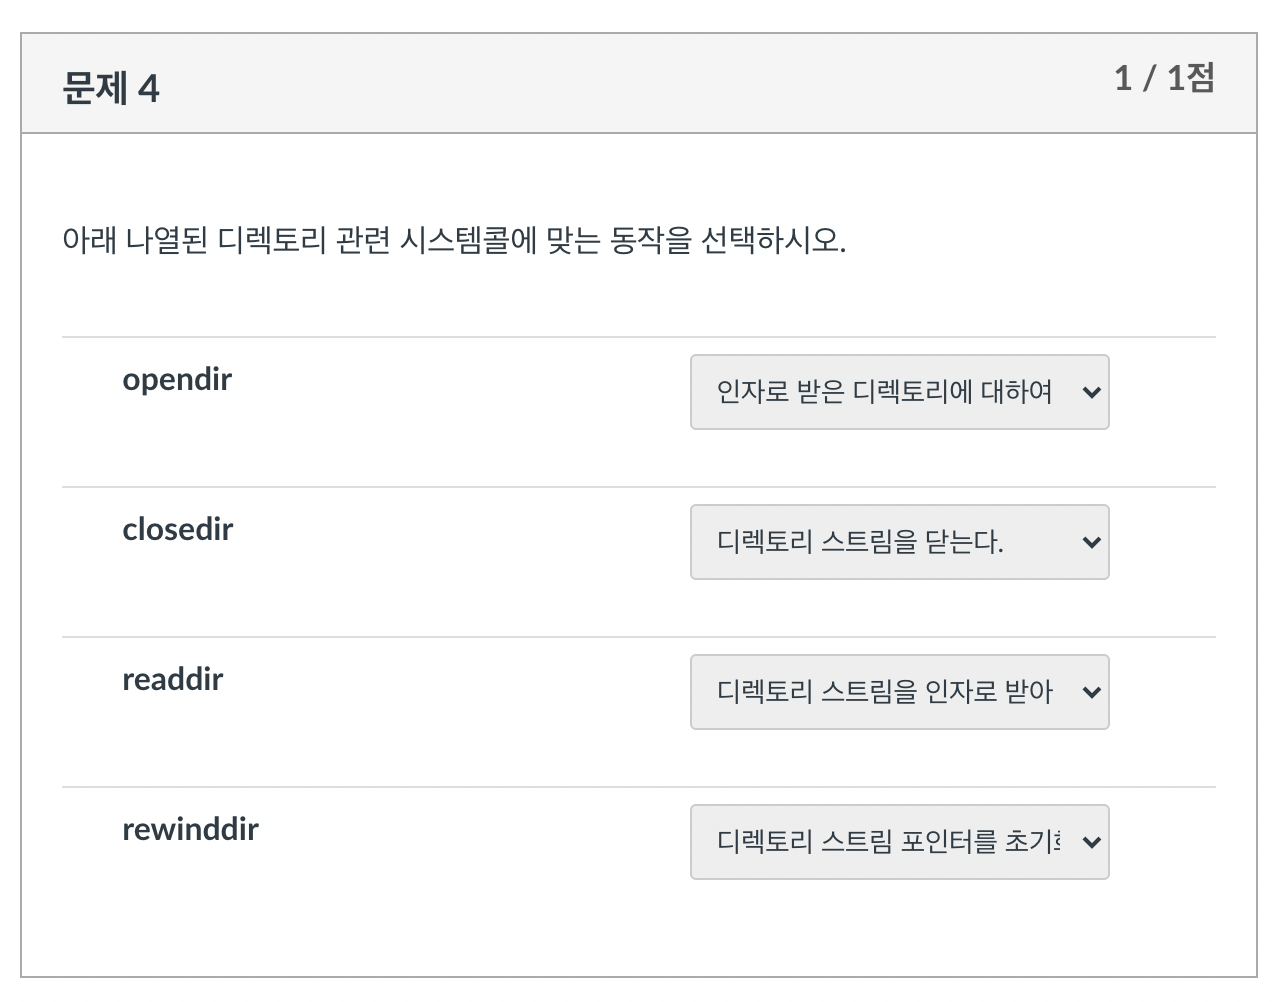 문제 4
1 / 1점
아래 나열된 디렉토리 관련 시스템콜에 맞는 동작을 선택하시오.
opendir
인자로 받은 디렉토리에 대하여
closedir
디렉토리 스트림을 닫는다.
readdir
디렉토리 스트림을 인자로 받아
rewinddir
디렉토리 스트림 포인터를